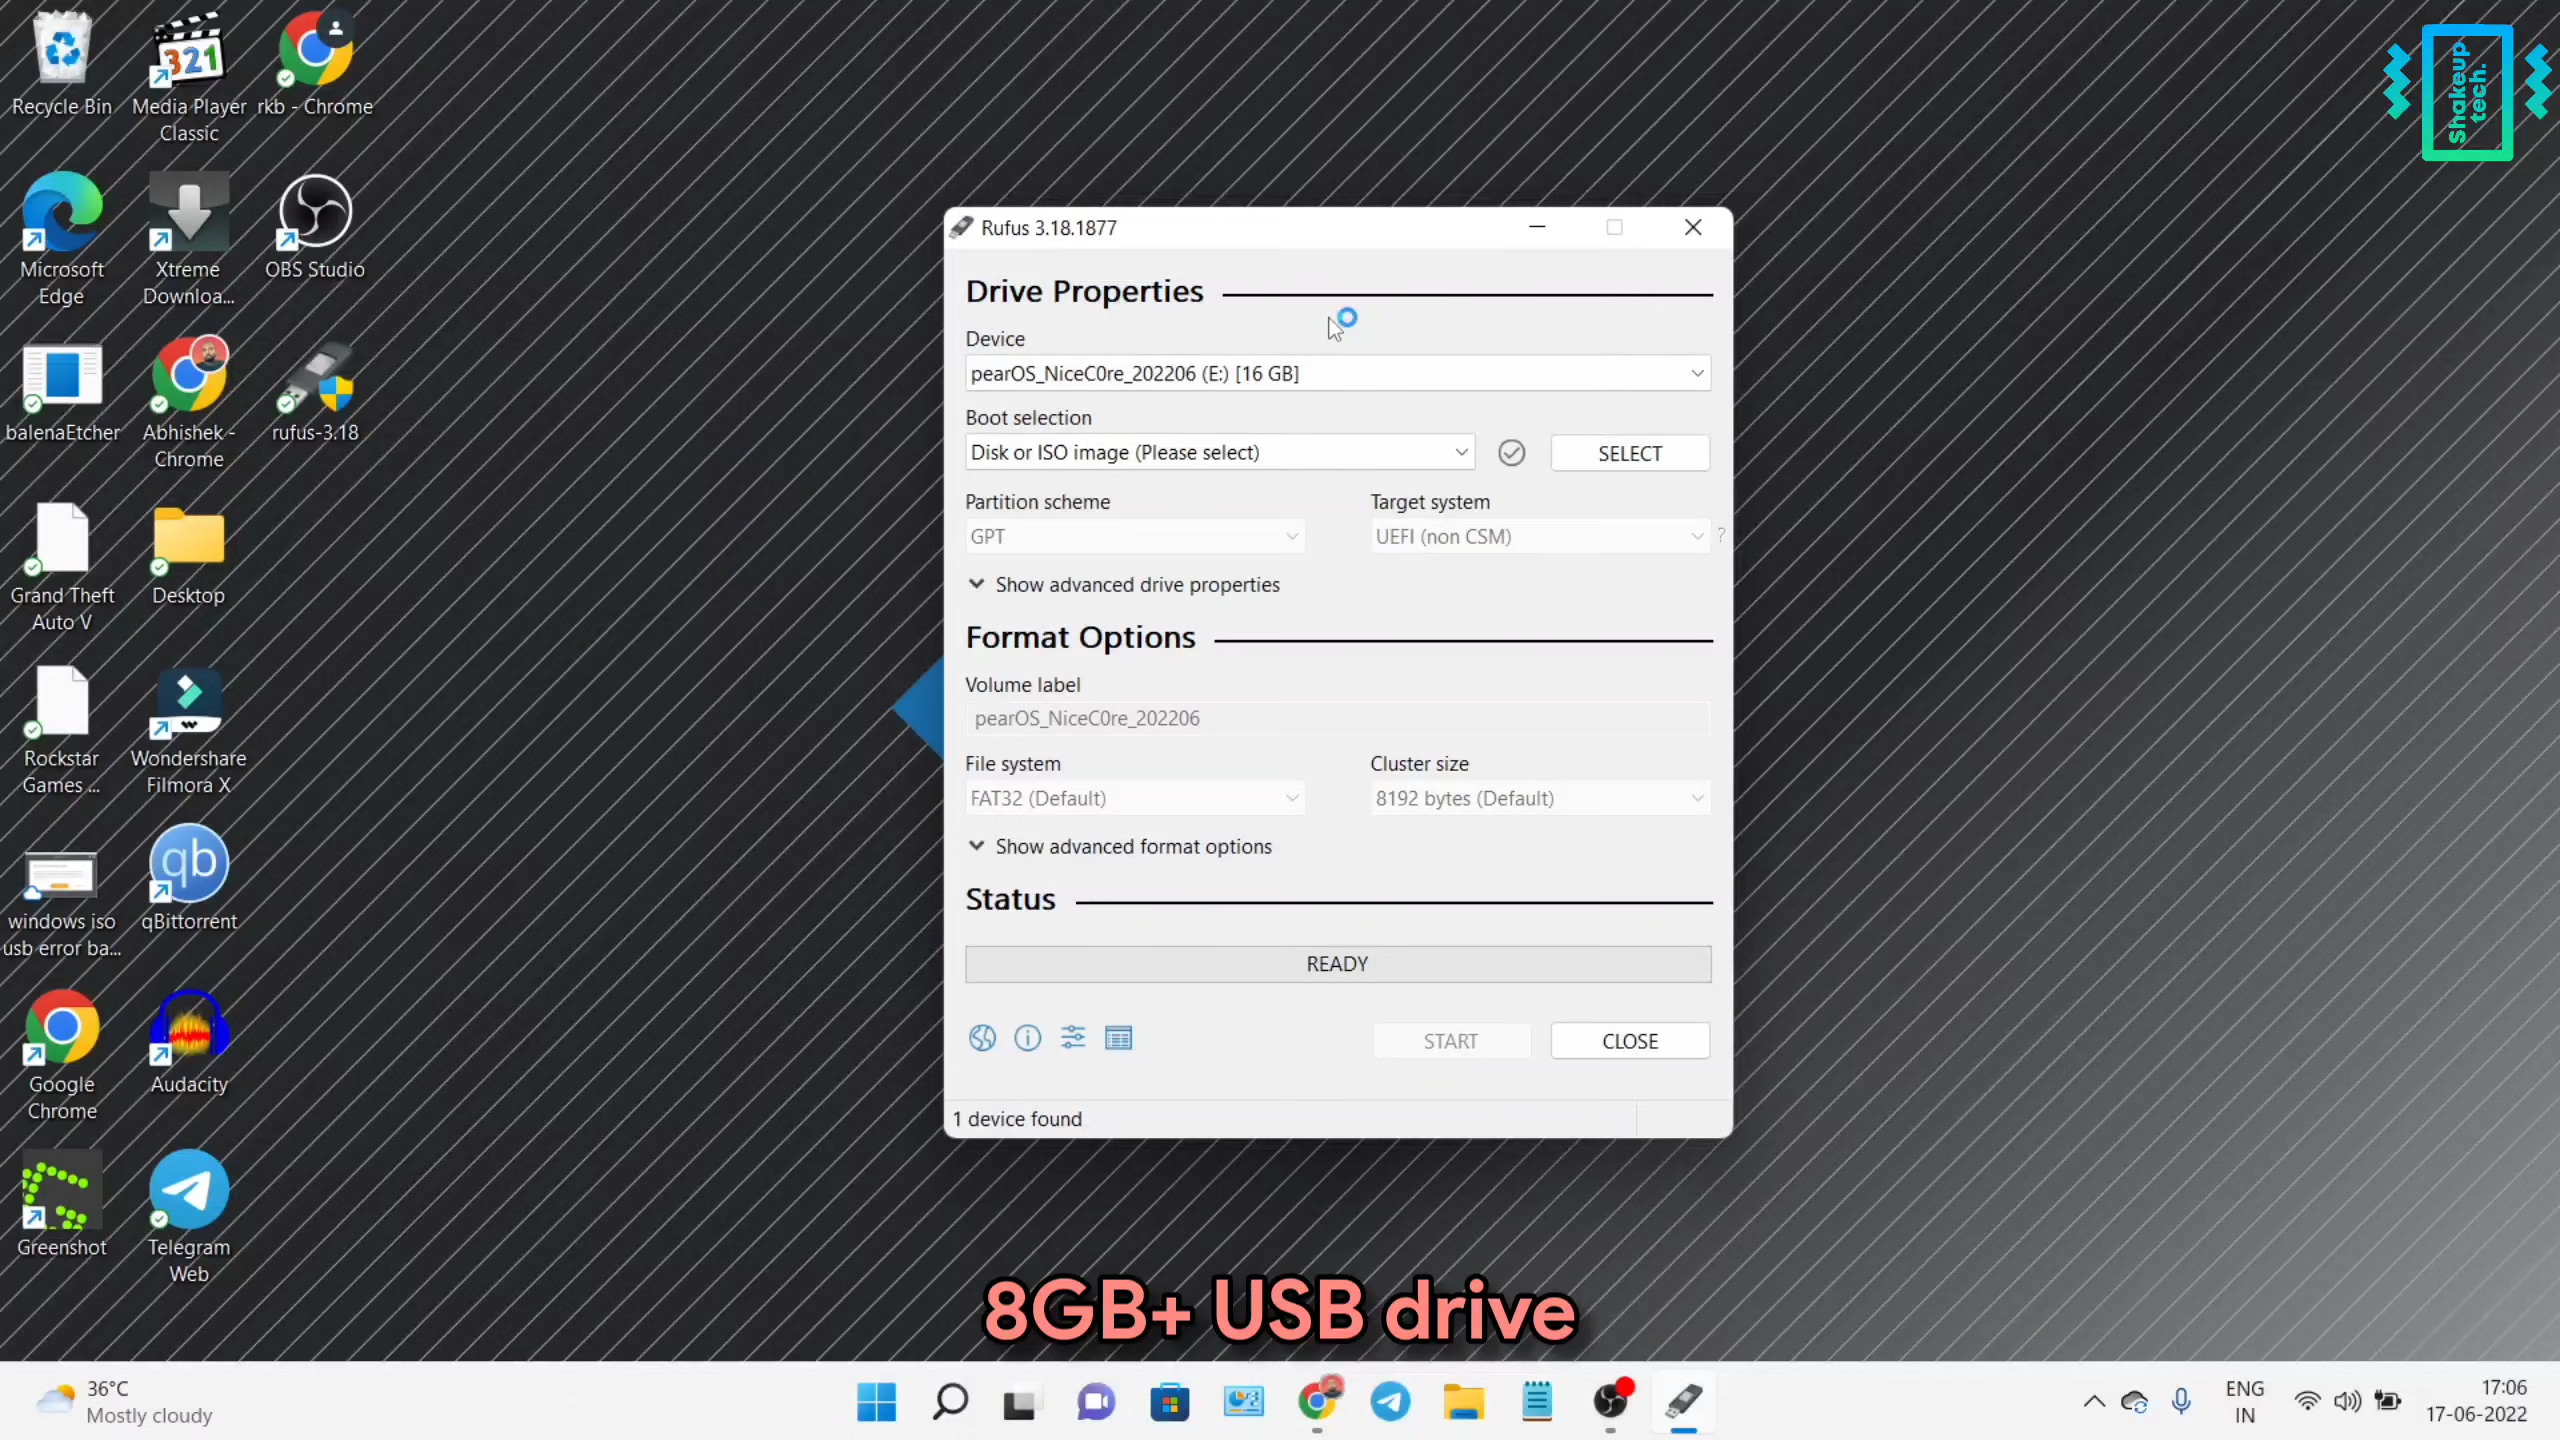 Recycle Bin
Media Player
Classic
321
rkb - Chrome
Microsoft
Edge
Xtreme
Downloa...
OBS Studio
balenaEtcher
Abhishek -
Chrome
rufus-3.18
Grand Theft
Auto V
Desktop
Rockstar
Games ...
Wondershare
Filmora X
windows iso
usb error ba...
qb
qBittorrent
Google
Chrome
Audacity
Greenshot
Telegram
Web
Shakeup
tech.
Rufus 3.18.1877
Drive Properties
Device
pearOS_NiceC0re_202206 (E:) [16 GB]
Boot selection
Disk or ISO image (Please select)
SELECT
Partition scheme
Target system
GPT
UEFI (non CSM)
?
Show advanced drive properties
Format Options
Volume label
pearOS_NiceC0re_202206
File system
Cluster size
FAT32 (Default)
8192 bytes (Default)
Show advanced format options
Status
READY
START
CLOSE
1 device found
8GB+ USB drive
36°C
Mostly cloudy
ENG
IN
17:06
17-06-2022